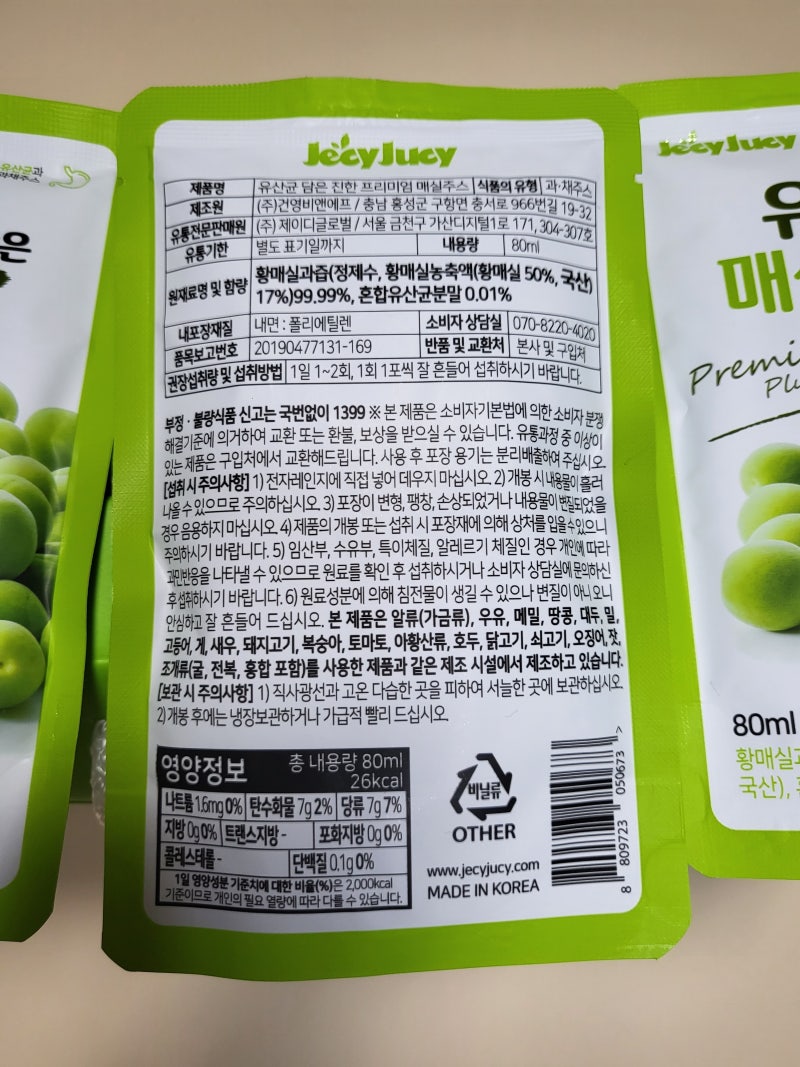 유산균과
과채주스
은
JecyJucy
제품명 유산균 담은 진한 프리미엄 매실주스 식품의 유형 과·채주스
제조원 (주)건영비앤에프 / 충남 홍성군 구항면 충서로 966번길 19-32
유통전문판매원 (주) 제이디글로벌 / 서울 금천구 가산디지털1로 171, 304-307호
유통기한 별도 표기일까지 내용량 80ml
원재료명 및 함량 황매실과즙(정제수, 황매실농축액(황매실 50%, 국산)
17%)99.99%, 혼합유산균분말 0.01%
내포장재질 내면 : 폴리에틸렌 소비자 상담실 070-8220-4020
품목보고번호 20190477131-169 반품 및 교환처 본사 및 구입처
권장섭취량 및 섭취방법 1일 1~2회, 1회 1포씩 잘 흔들어 섭취하시기 바랍니다.
부정·불량식품 신고는 국번없이 1399 ※ 본 제품은 소비자기본법에 의한 소비자 분쟁
해결기준에 의거하여 교환 또는 환불, 보상을 받으실 수 있습니다. 유통과정 중 이상이
있는 제품은 구입처에서 교환해드립니다. 사용 후 포장 용기는 분리배출하여 주십시오.
[섭취 시 주의사항] 1) 전자레인지에 직접 넣어 데우지 마십시오. 2) 개봉 시 내용물이 흘러
나올 수 있으므로 주의하십시오. 3) 포장이 변형, 팽창, 손상되었거나 내용물이 변질되었을
경우 음용하지 마십시오. 4) 제품의 개봉 또는 섭취 시 포장재에 의해 상처를 입을 수 있으니
주의하시기 바랍니다. 5) 임산부, 수유부, 특이체질, 알레르기 체질인 경우 개인에 따라
과민반응을 나타낼 수 있으므로 원료를 확인 후 섭취하시거나 소비자 상담실에 문의하신
후 섭취하시기 바랍니다. 6) 원료성분에 의해 침전물이 생길 수 있으나 변질이 아니오니
안심하고 잘 흔들어 드십시오. 본 제품은 알류(가금류), 우유, 메밀, 땅콩, 대두, 밀,
고등어, 게, 새우, 돼지고기, 복숭아, 토마토, 아황산류, 호두, 닭고기, 쇠고기, 오징어, 잣,
조개류(굴, 전복, 홍합 포함)를 사용한 제품과 같은 제조 시설에서 제조하고 있습니다.
[보관 시 주의사항] 1) 직사광선과 고온 다습한 곳을 피하여 서늘한 곳에 보관하십시오.
2) 개봉 후에는 냉장보관하거나 가급적 빨리 드십시오.
영양정보 총 내용량 80ml
26kcal
나트륨 1.6mg 0% 탄수화물 7g 2% 당류 7g 7%
지방 0g 0% 트랜스지방 - 포화지방 0g 0%
콜레스테롤 - 단백질 0.1g 0%
1일 영양성분 기준치에 대한 비율(%)은 2,000kcal
기준이므로 개인의 필요 열량에 따라 다를 수 있습니다.
비닐류
OTHER
www.jecyjucy.com
MADE IN KOREA
8 809723 050673 >
JecyJucy
Premi
80ml
황매실과
국산),